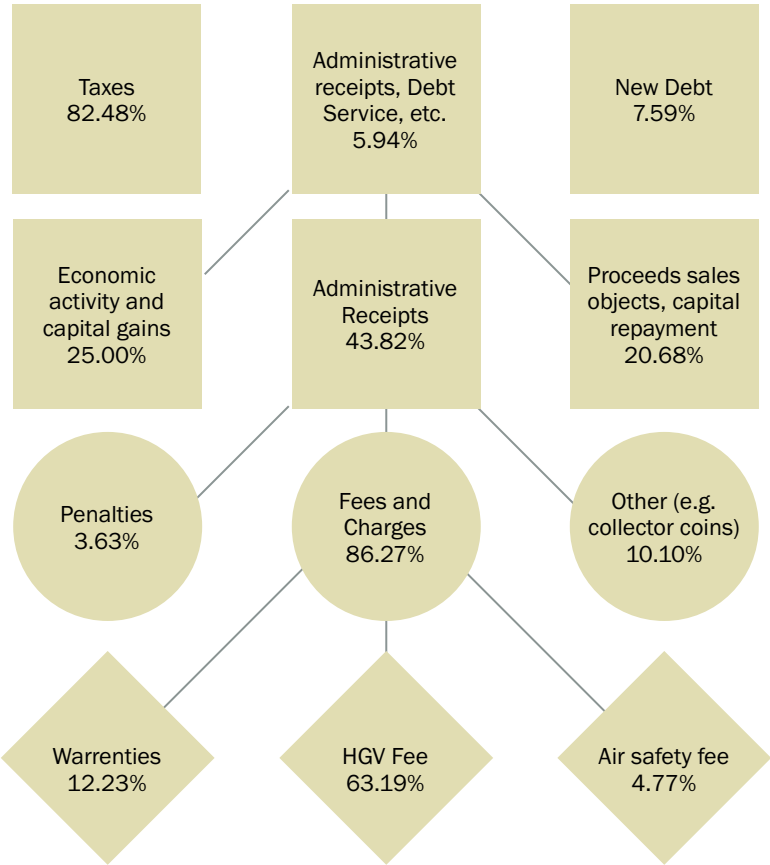 Taxes
82.48%
Administrative
receipts, Debt
Service, etc.
5.94%
New Debt
7.59%
Economic
activity and
capital gains
25.00%
Administrative
Receipts
43.82%
Proceeds sales
objects, capital
repayment
20.68%
Penalties
3.63%
Fees and
Charges
86.27%
Other (e.g.
collector coins)
10.10%
Warrenties
12.23%
HGV Fee
63.19%
Air safety fee
4.77%